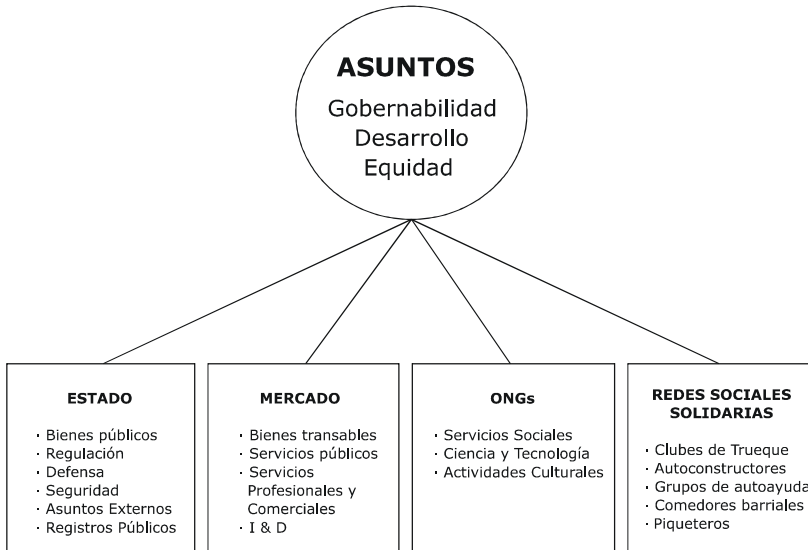 ASUNTOS
Gobernabilidad
Desarrollo
Equidad
ESTADO
· Bienes públicos
· Regulación
· Defensa
· Seguridad
· Asuntos Externos
· Registros Públicos
MERCADO
· Bienes transables
· Servicios públicos
· Servicios
Profesionales y
Comerciales
· I & D
ONGs
· Servicios Sociales
· Ciencia y Tecnología
· Actividades Culturales
REDES SOCIALES
SOLIDARIAS
· Clubes de Trueque
· Autoconstructores
· Grupos de autoayuda
· Comedores barriales
· Piqueteros